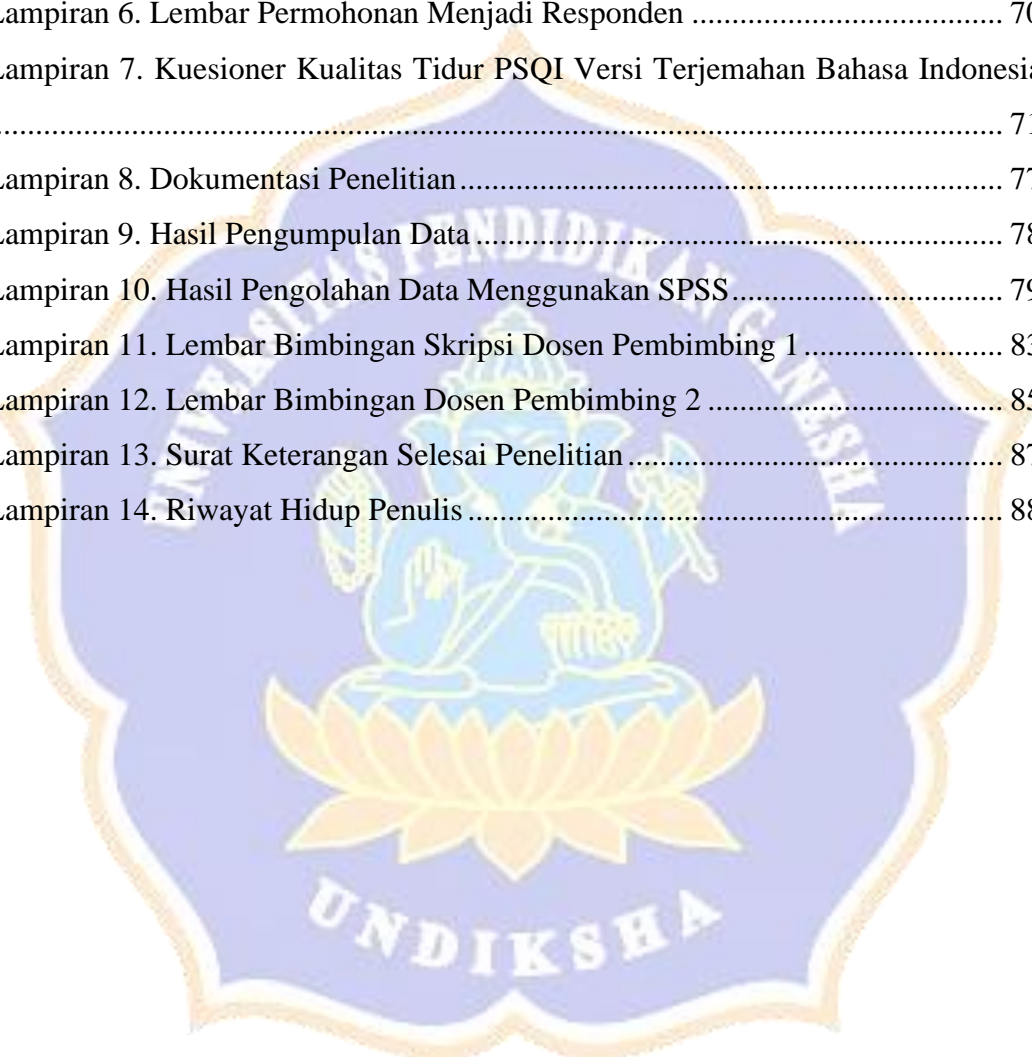 Lampiran 6. Lembar Permohonan Menjadi Responden ................................. 70
Lampiran 7. Kuesioner Kualitas Tidur PSQI Versi Terjemahan Bahasa Indonesia
......................................................................................................... 71
Lampiran 8. Dokumentasi Penelitian ......................................................... 77
Lampiran 9. Hasil Pengumpulan Data ....................................................... 78
Lampiran 10. Hasil Pengolahan Data Menggunakan SPSS ............................ 79
Lampiran 11. Lembar Bimbingan Skripsi Dosen Pembimbing 1 ..................... 83
Lampiran 12. Lembar Bimbingan Dosen Pembimbing 2 ............................... 85
Lampiran 13. Surat Keterangan Selesai Penelitian ....................................... 87
Lampiran 14. Riwayat Hidup Penulis ........................................................ 88
UNIVERSITAS PENDIDIKAN GANESHA
UNDIKSHA